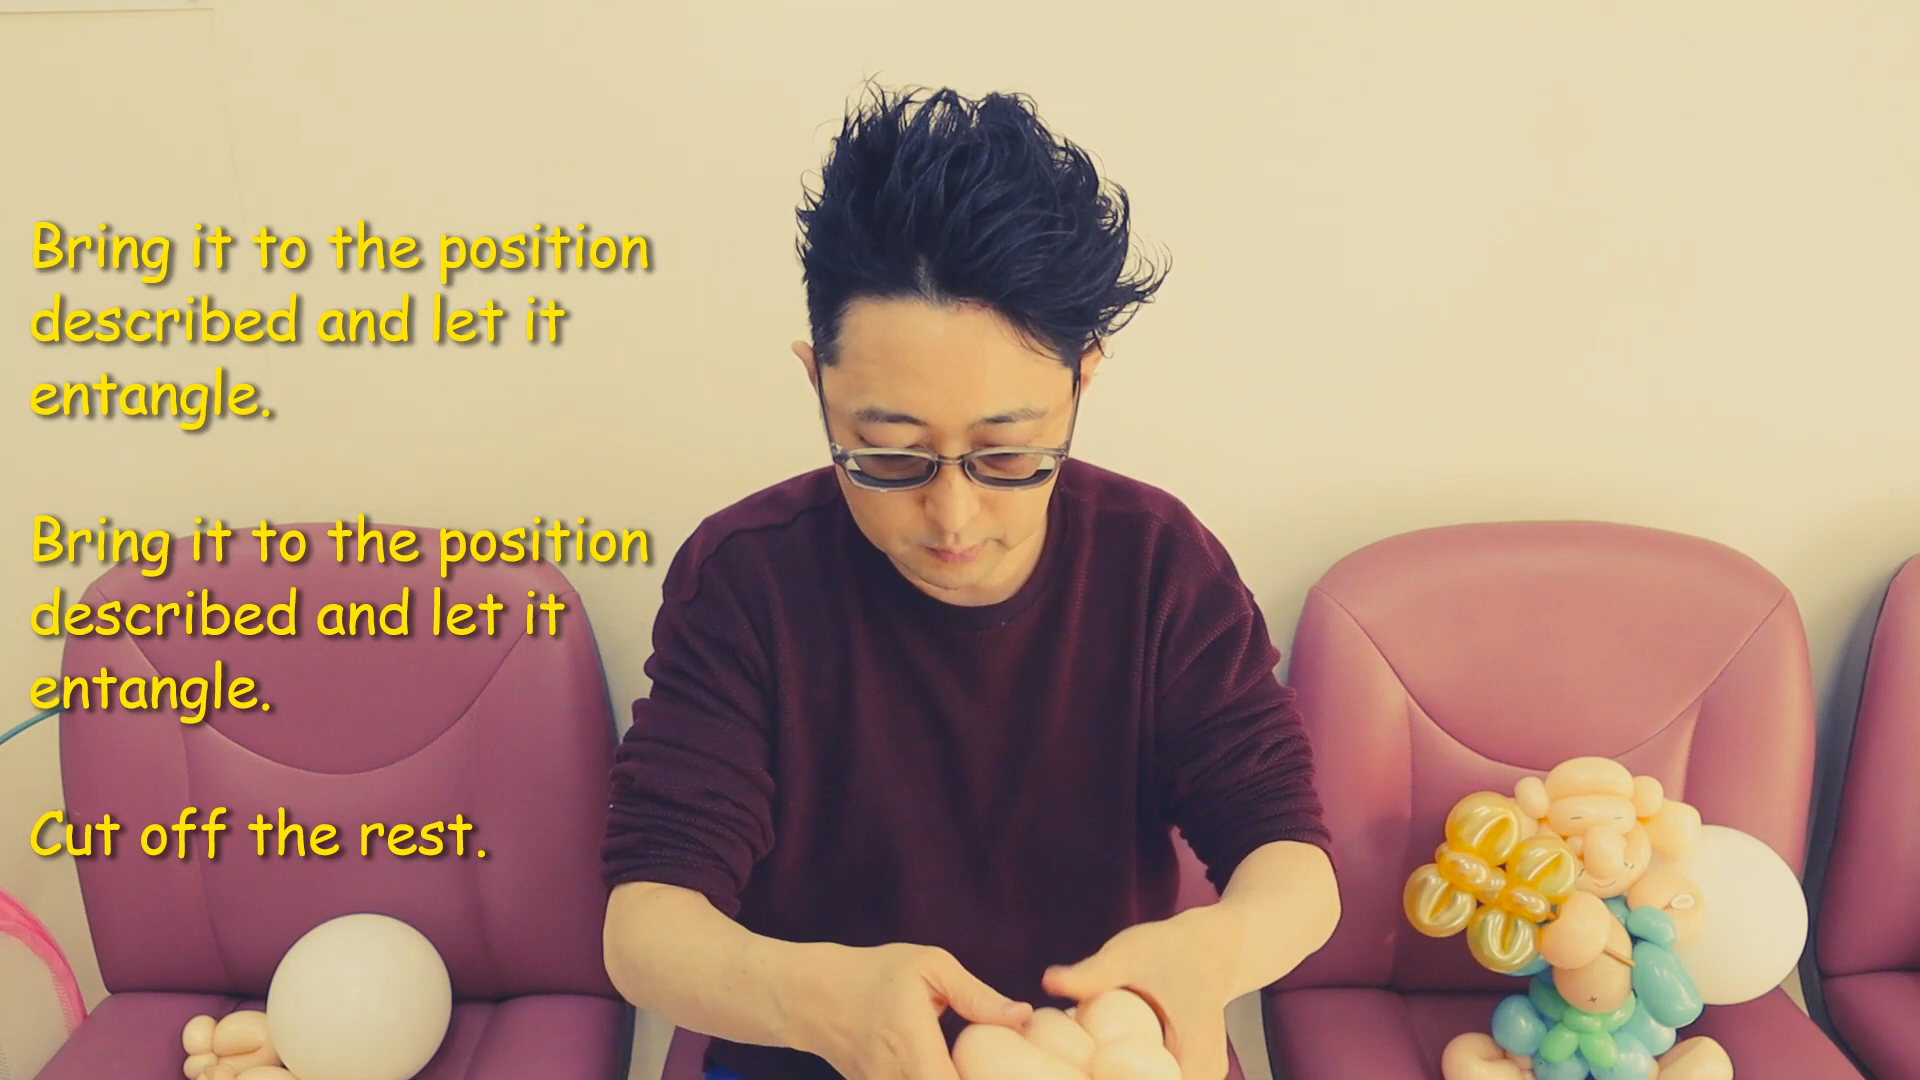 Bring it to the position
described and let it
entangle.
Bring it to the position
described and let it
entangle.
Cut off the rest.